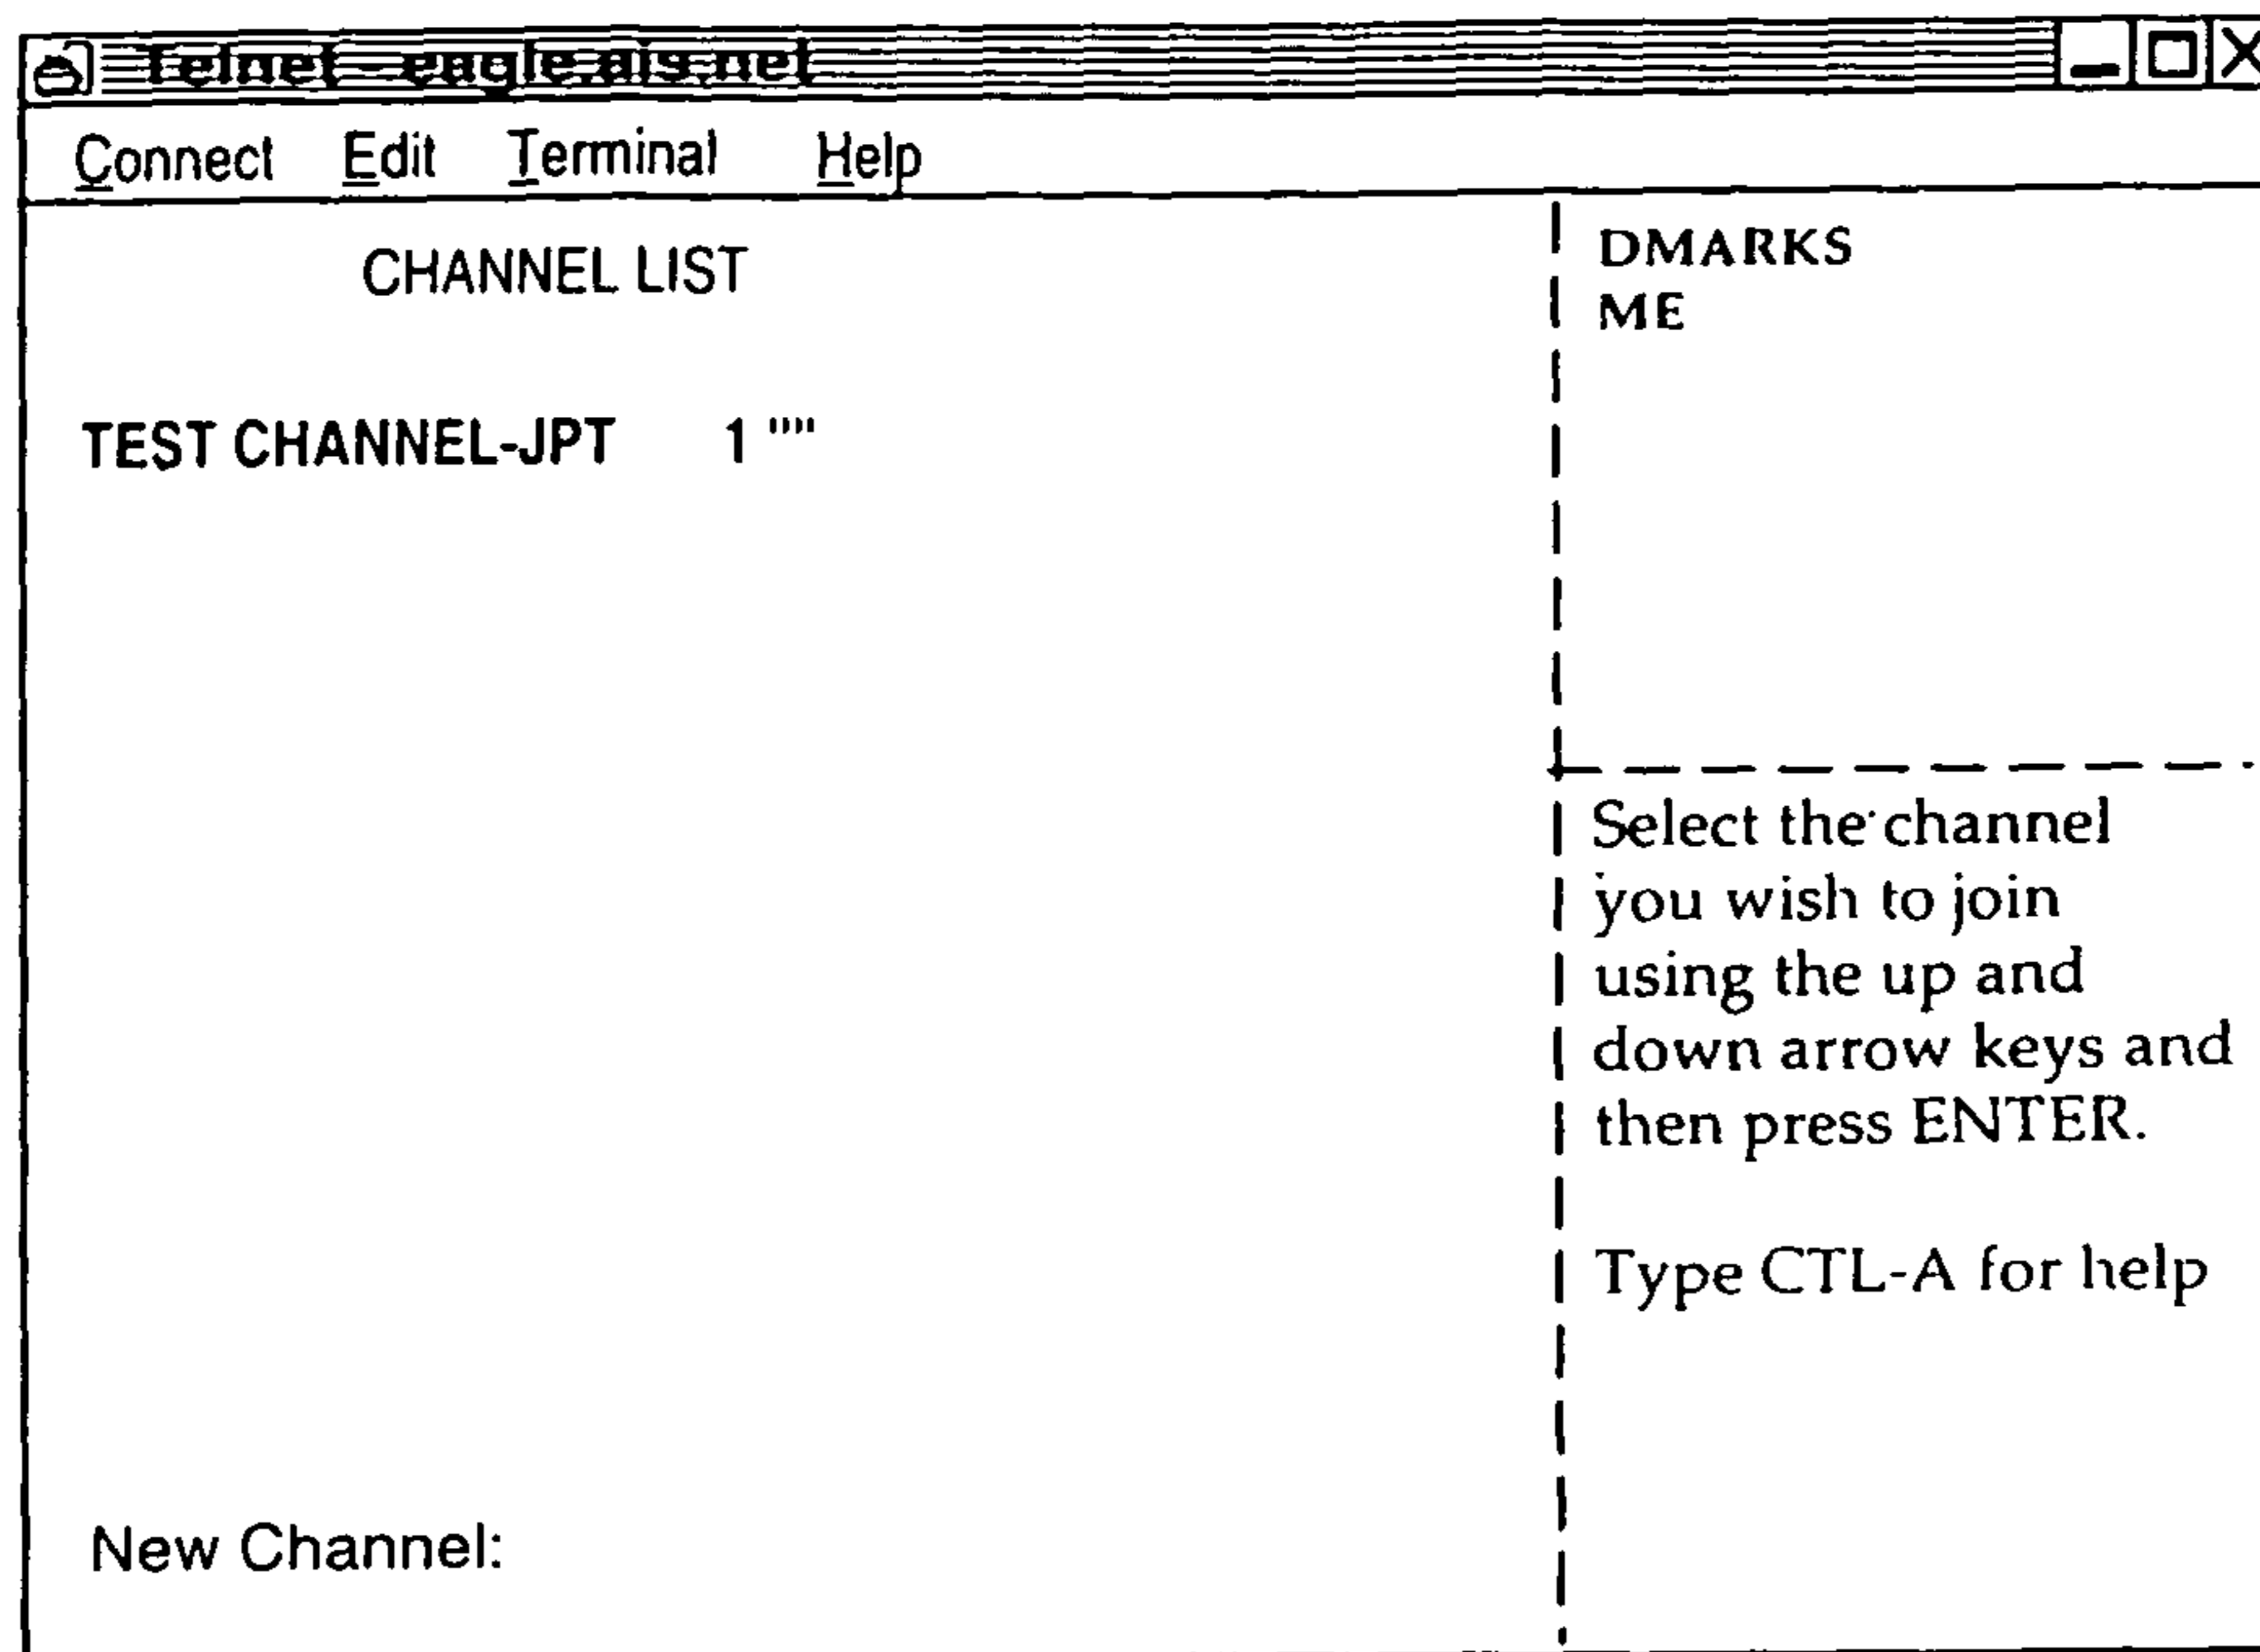 Telnet - eagle.ais.net
Connect Edit Terminal Help
CHANNEL LIST
TEST CHANNEL-JPT 1 """
DMARKS
ME
Select the channel
you wish to join
using the up and
down arrow keys and
then press ENTER.
Type CTL-A for help
New Channel: